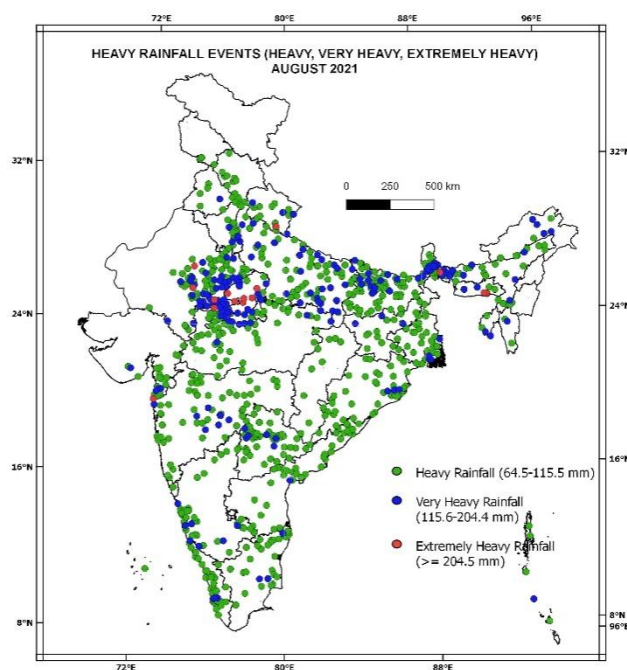 72°E 80°E 88°E 96°E
HEAVY RAINFALL EVENTS (HEAVY, VERY HEAVY, EXTREMELY HEAVY)
AUGUST 2021
32°N 32°N
0 250 500 km
24°N 24°N
16°N 16°N
Heavy Rainfall (64.5-115.5 mm)
Very Heavy Rainfall
(115.6-204.4 mm)
Extremely Heavy Rainfall
(>= 204.5 mm)
8°N 8°N
96°E
72°E 80°E 88°E